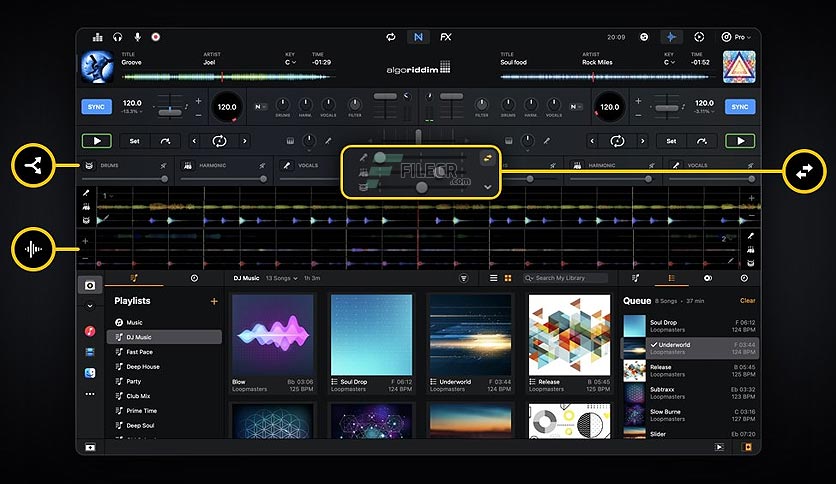 FX
20:09
Pro
TITLE ARTIST KEY TIME
Groove Joel C -01:29
algoriddim
TITLE ARTIST KEY TIME
Soul food Rock Miles C -01:52
SYNC 120.0 120.0 DRUMS HARM. VOCALS FILTER
-13.3%
FILTER DRUMS HARM. VOCALS 120.0 120.0 SYNC
-3.11%
Set
Set
DRUMS HARMONIC VOCALS
HARMONIC VOCALS
FILECR
.com
1
2
Playlists
Music
DJ Music
Fast Pace
Deep House
Party
Club Mix
Prime Time
Deep Soul
DJ Music 13 Songs 1h 3m
Search My Library
Blow Bb 03:06
Loopmasters 125 BPM
Soul Drop F 06:12
Loopmasters 124 BPM
Underworld F 03:44
Loopmasters 124 BPM
Release B 05:45
Loopmasters 125 BPM
Queue 8 Songs • 37 min Clear
Soul Drop F 06:12
Loopmasters 124 BPM
Underworld F 03:44
Loopmasters 124 BPM
Release B 05:45
Loopmasters 125 BPM
Subtraxx Eb 03:32
Loopmasters 123 BPM
Slow Burne C 03:16
Loopmasters 127 BPM
Slider Eb 07:20